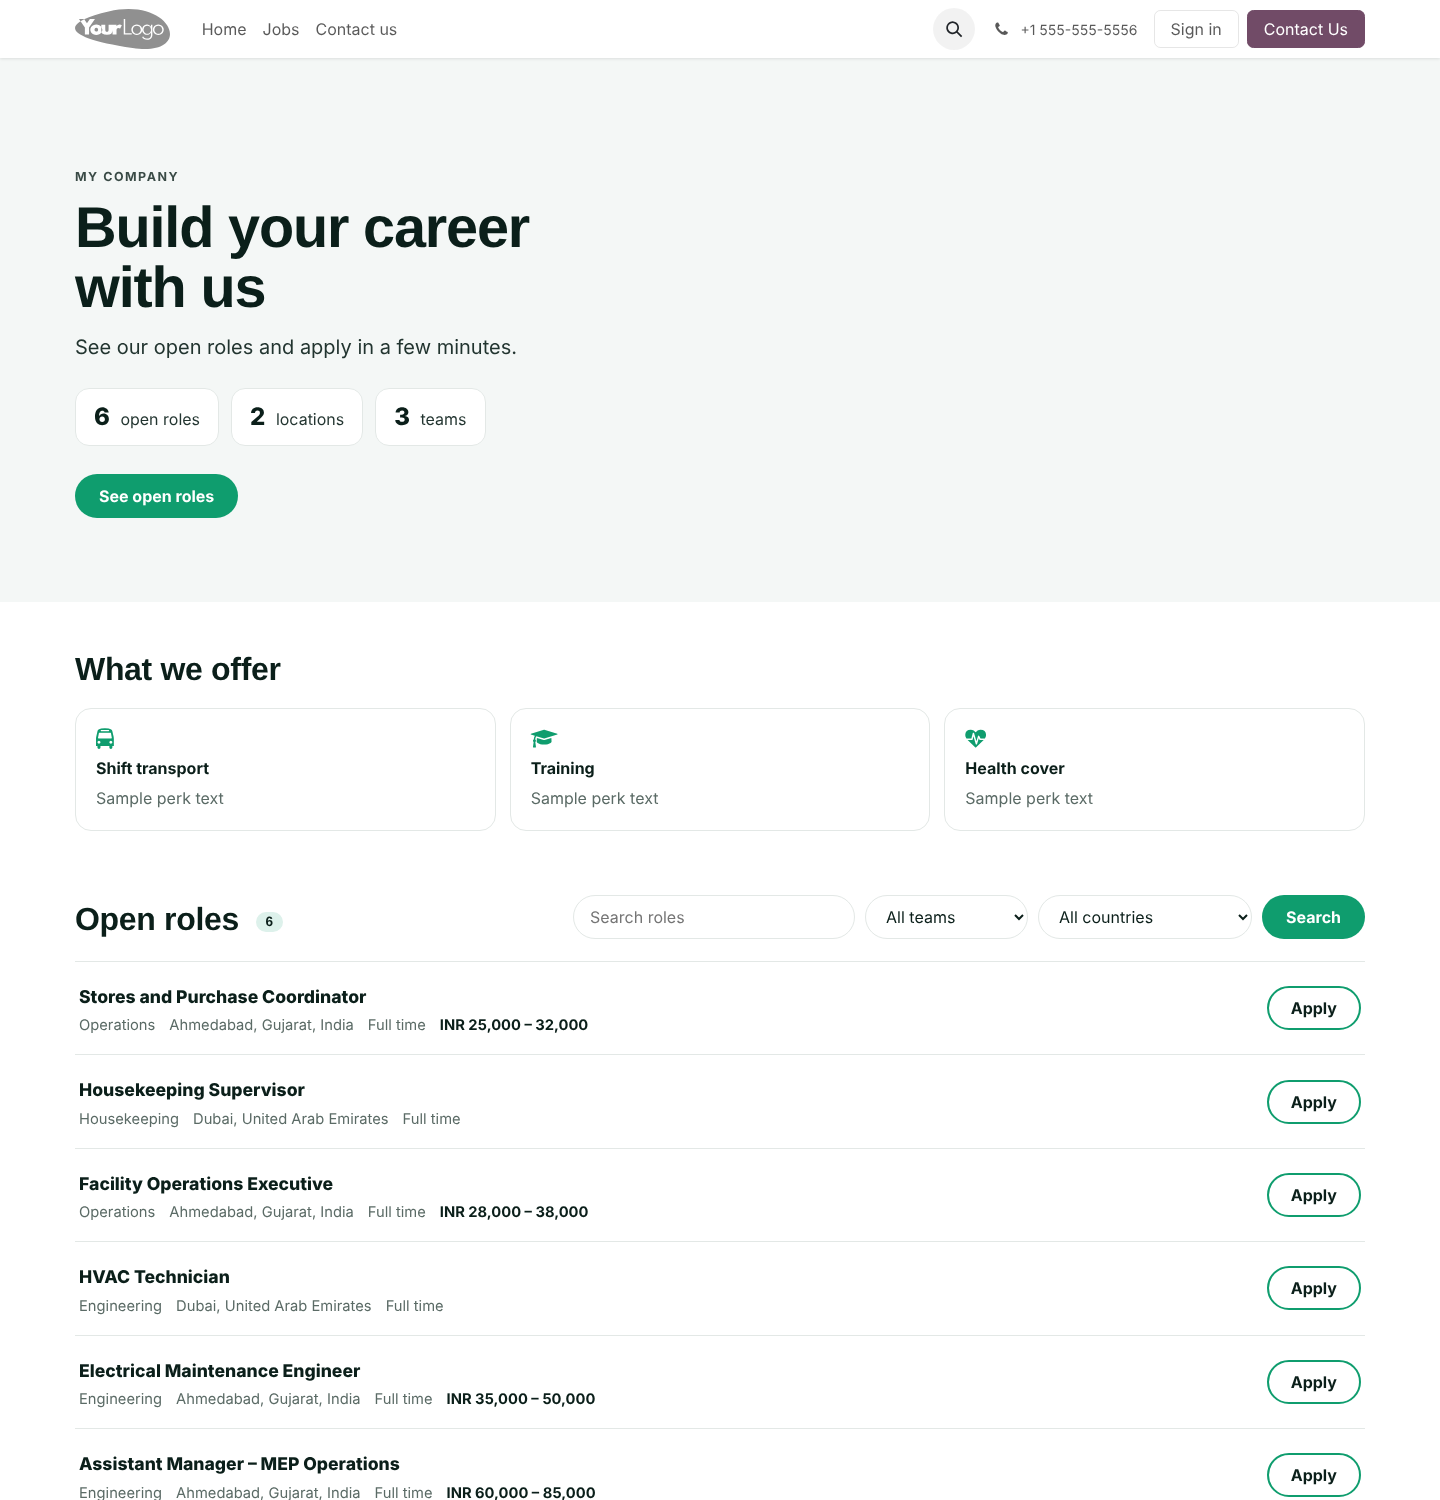 YourLogo
Home Jobs Contact us
+1 555-555-5556
Sign in
Contact Us
MY COMPANY
Build your career
with us
See our open roles and apply in a few minutes.
6 open roles
2 locations
3 teams
See open roles
What we offer
Shift transport
Sample perk text
Training
Sample perk text
Health cover
Sample perk text
Open roles 6
Search roles
All teams
All countries
Search
Stores and Purchase Coordinator
Operations Ahmedabad, Gujarat, India Full time INR 25,000 – 32,000
Apply
Housekeeping Supervisor
Housekeeping Dubai, United Arab Emirates Full time
Apply
Facility Operations Executive
Operations Ahmedabad, Gujarat, India Full time INR 28,000 – 38,000
Apply
HVAC Technician
Engineering Dubai, United Arab Emirates Full time
Apply
Electrical Maintenance Engineer
Engineering Ahmedabad, Gujarat, India Full time INR 35,000 – 50,000
Apply
Assistant Manager – MEP Operations
Engineering Ahmedabad, Gujarat, India Full time INR 60,000 – 85,000
Apply